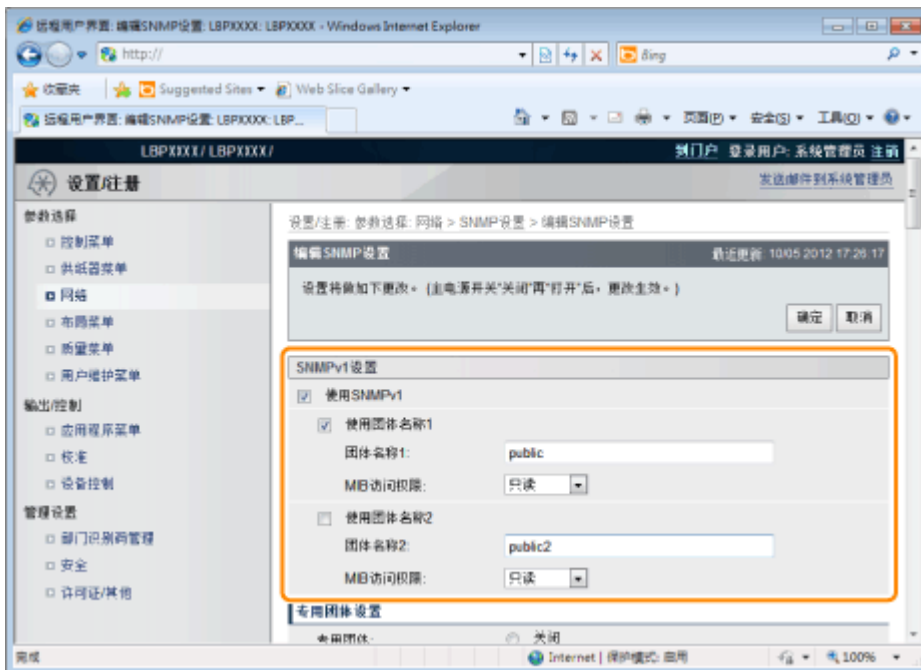 远程用户界面: 编辑SNMP设置: LBPXXXX: LBPXXXX - Windows Internet Explorer
http://
Bing
收藏夹 Suggested Sites Web Slice Gallery
远程用户界面: 编辑SNMP设置: LBPXXXX: LBP...
页面(P) 安全(S) 工具(O)
LBPXXXX/ LBPXXXX/
到门户 登录用户: 系统管理员 注销
设置/注册
发送邮件到系统管理员
参数选择
控制菜单
供纸器菜单
网络
布局菜单
质量菜单
用户维护菜单
输出/控制
应用程序菜单
校准
设备控制
管理设置
部门识别码管理
安全
许可证/其他
设置/注册: 参数选择: 网络 > SNMP设置 > 编辑SNMP设置
编辑SNMP设置
最近更新: 10/05 2012 17:26:17
设置将做如下更改。 (主电源开关"关闭"再"打开"后，更改生效。)
确定 取消
SNMPv1设置
使用SNMPv1
使用团体名称1
团体名称1: public
MIB访问权限: 只读
使用团体名称2
团体名称2: public2
MIB访问权限: 只读
专用团体设置
专用团体: 关闭
完成
Internet | 保护模式: 启用
100%